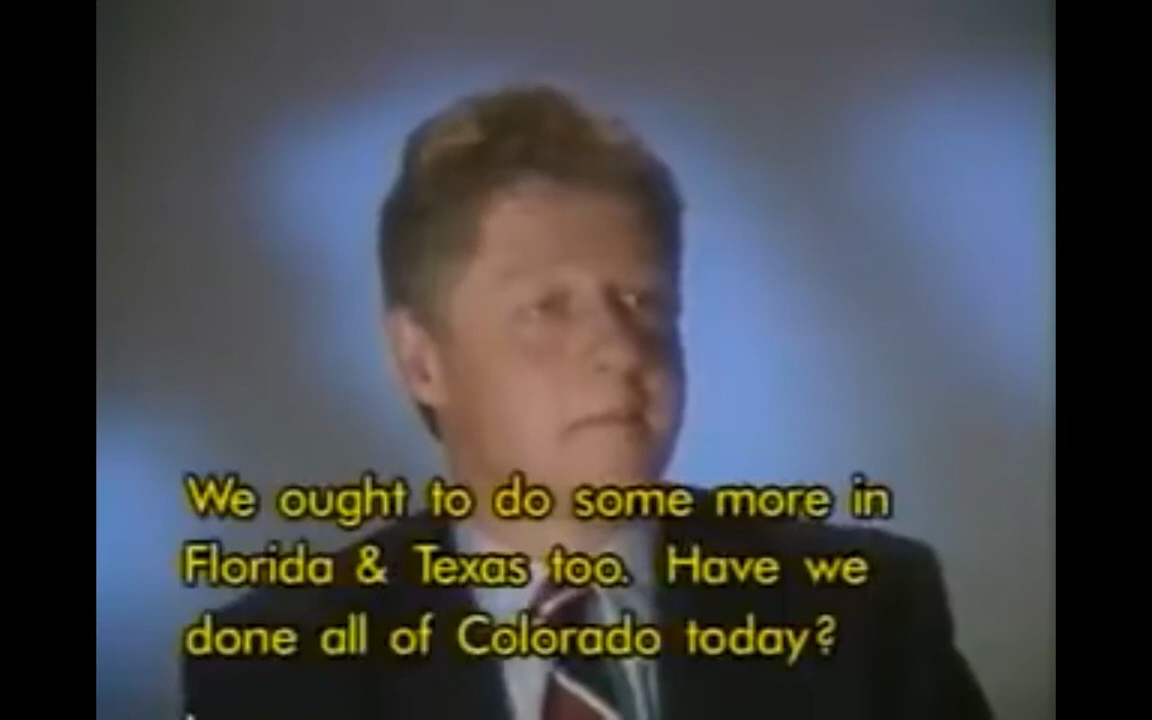 We ought to do some more in
Florida & Texas too. Have we
done all of Colorado today?